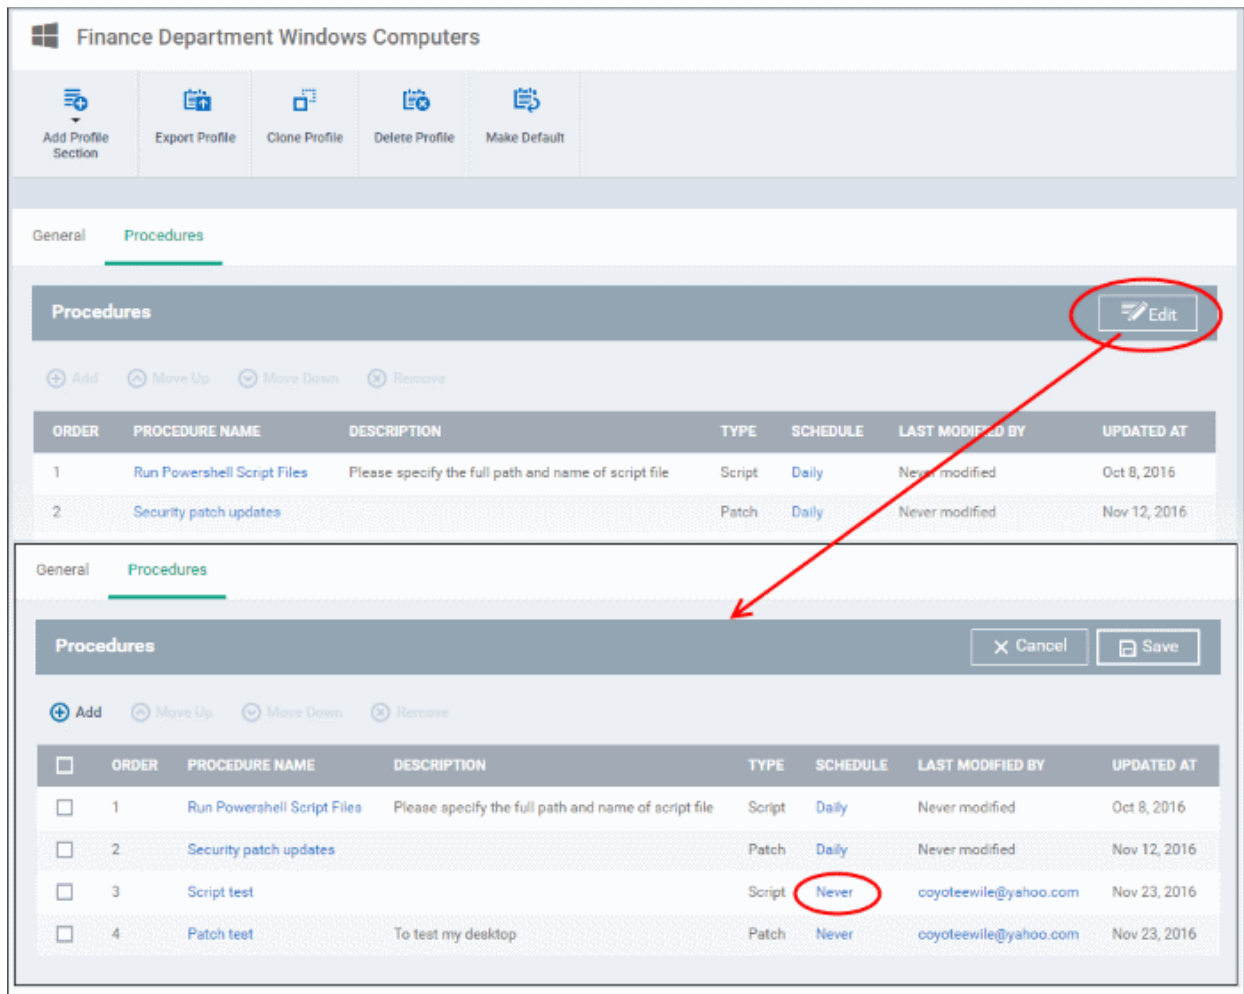 Finance Department Windows Computers
Add Profile Section
Export Profile
Clone Profile
Delete Profile
Make Default
General Procedures
Procedures Edit
Add Move Up Move Down Remove
ORDER PROCEDURE NAME DESCRIPTION TYPE SCHEDULE LAST MODIFIED BY UPDATED AT
1 Run Powershell Script Files Please specify the full path and name of script file Script Daily Never modified Oct 8, 2016
2 Security patch updates Patch Daily Never modified Nov 12, 2016
General Procedures
Procedures Cancel Save
Add Move Up Move Down Remove
ORDER PROCEDURE NAME DESCRIPTION TYPE SCHEDULE LAST MODIFIED BY UPDATED AT
1 Run Powershell Script Files Please specify the full path and name of script file Script Daily Never modified Oct 8, 2016
2 Security patch updates Patch Daily Never modified Nov 12, 2016
3 Script test Script Never coyoteewile@yahoo.com Nov 23, 2016
4 Patch test To test my desktop Patch Never coyoteewile@yahoo.com Nov 23, 2016